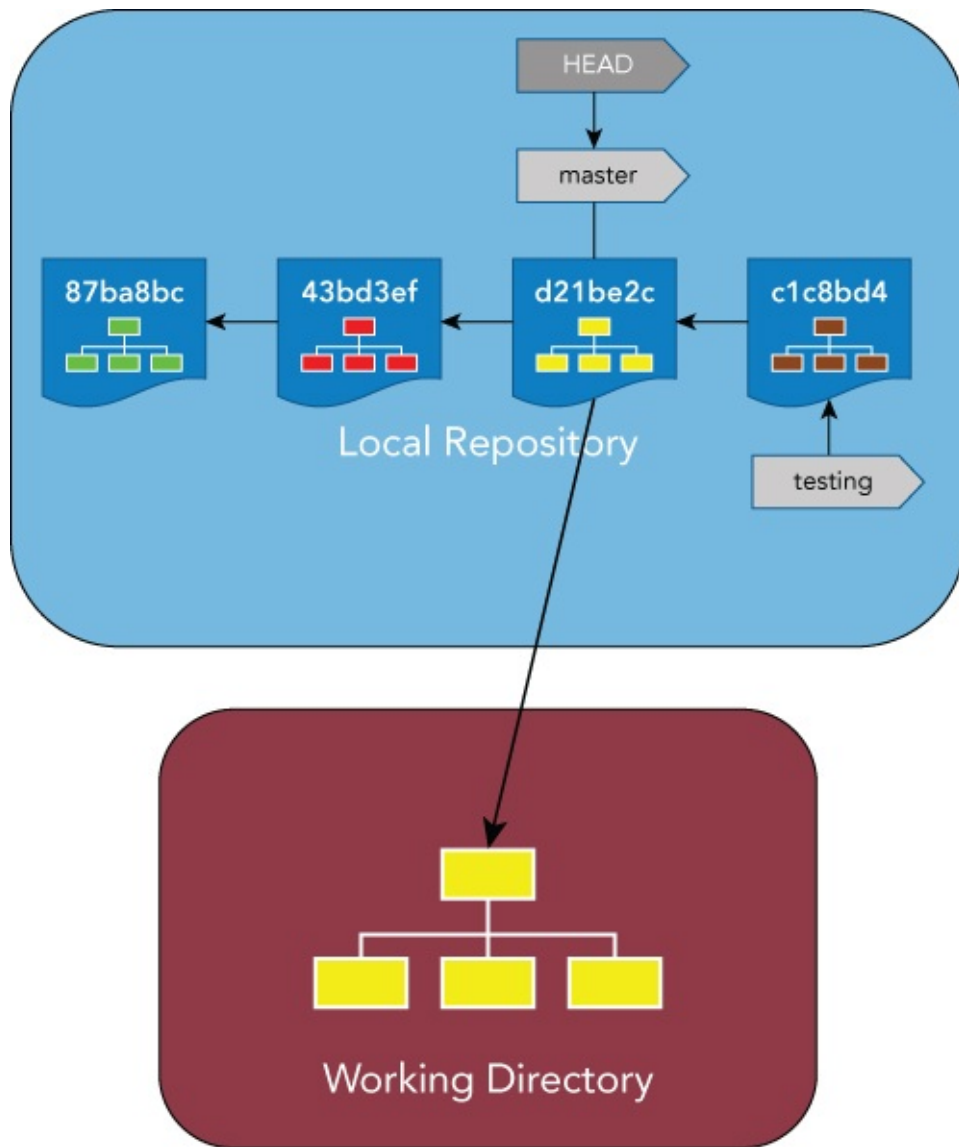 HEAD
master
87ba8bc
43bd3ef
d21be2c
c1c8bd4
Local Repository
testing
Working Directory